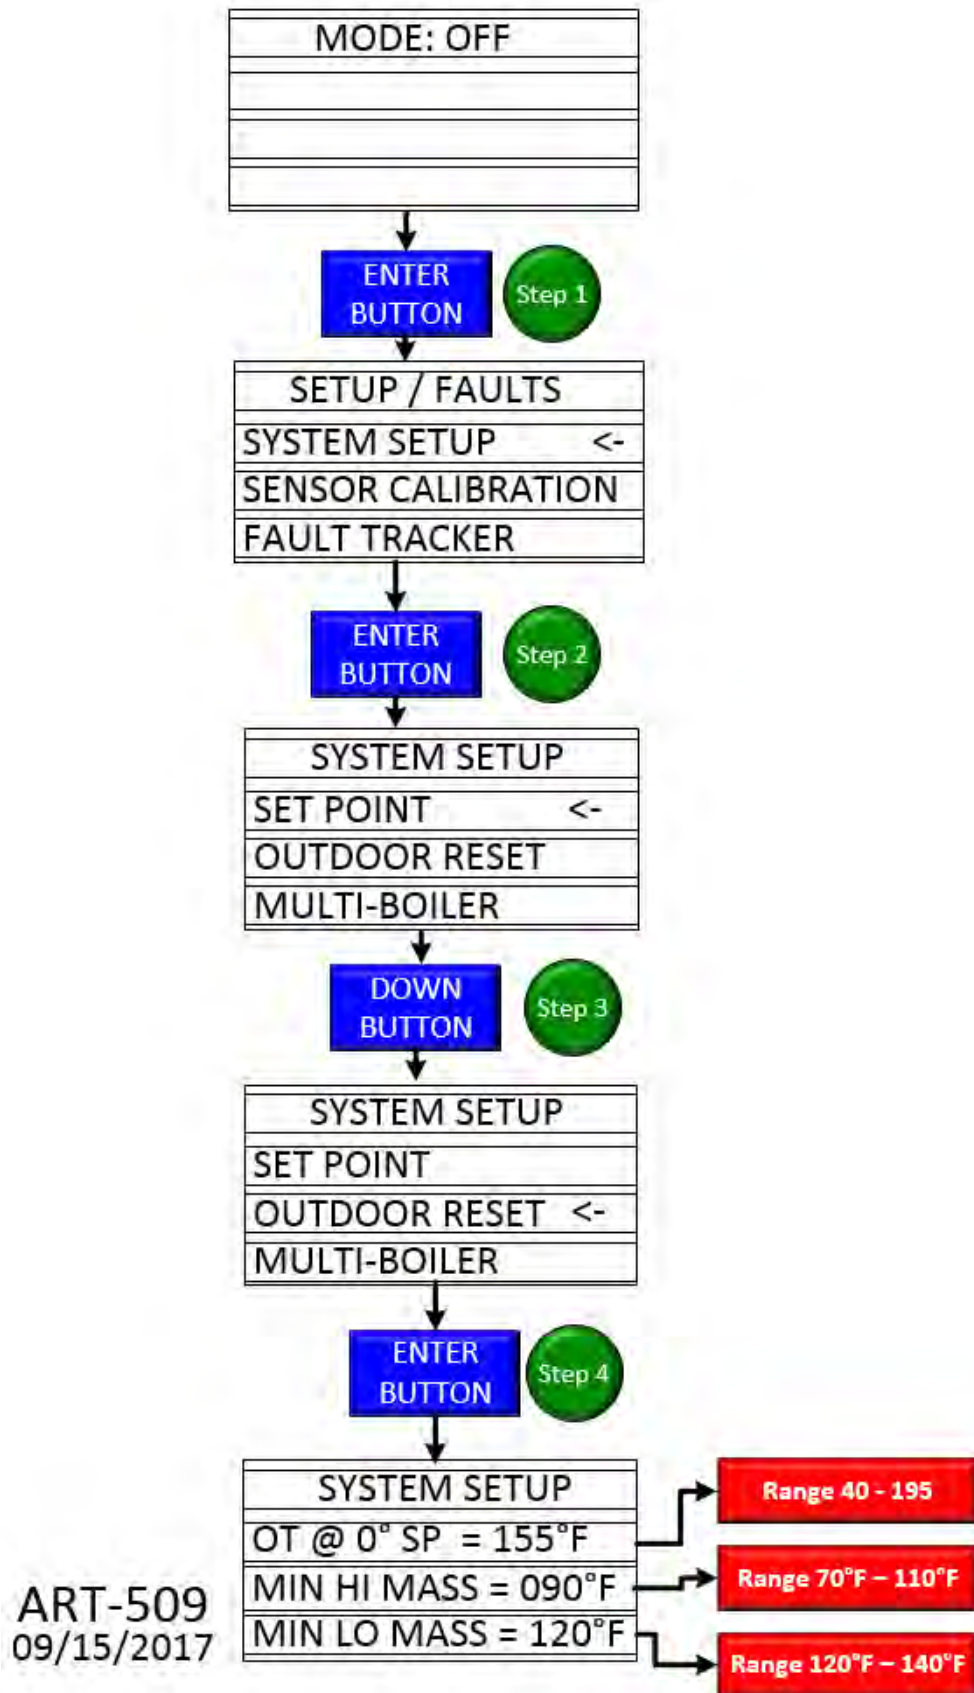 MODE: OFF
ENTER
BUTTON
Step 1
SETUP / FAULTS
SYSTEM SETUP <-
SENSOR CALIBRATION
FAULT TRACKER
ENTER
BUTTON
Step 2
SYSTEM SETUP
SET POINT <-
OUTDOOR RESET
MULTI-BOILER
DOWN
BUTTON
Step 3
SYSTEM SETUP
SET POINT
OUTDOOR RESET <-
MULTI-BOILER
ENTER
BUTTON
Step 4
SYSTEM SETUP
OT @ 0° SP = 155°F
MIN HI MASS = 090°F
MIN LO MASS = 120°F
Range 40 - 195
Range 70°F – 110°F
Range 120°F – 140°F
ART-509
09/15/2017